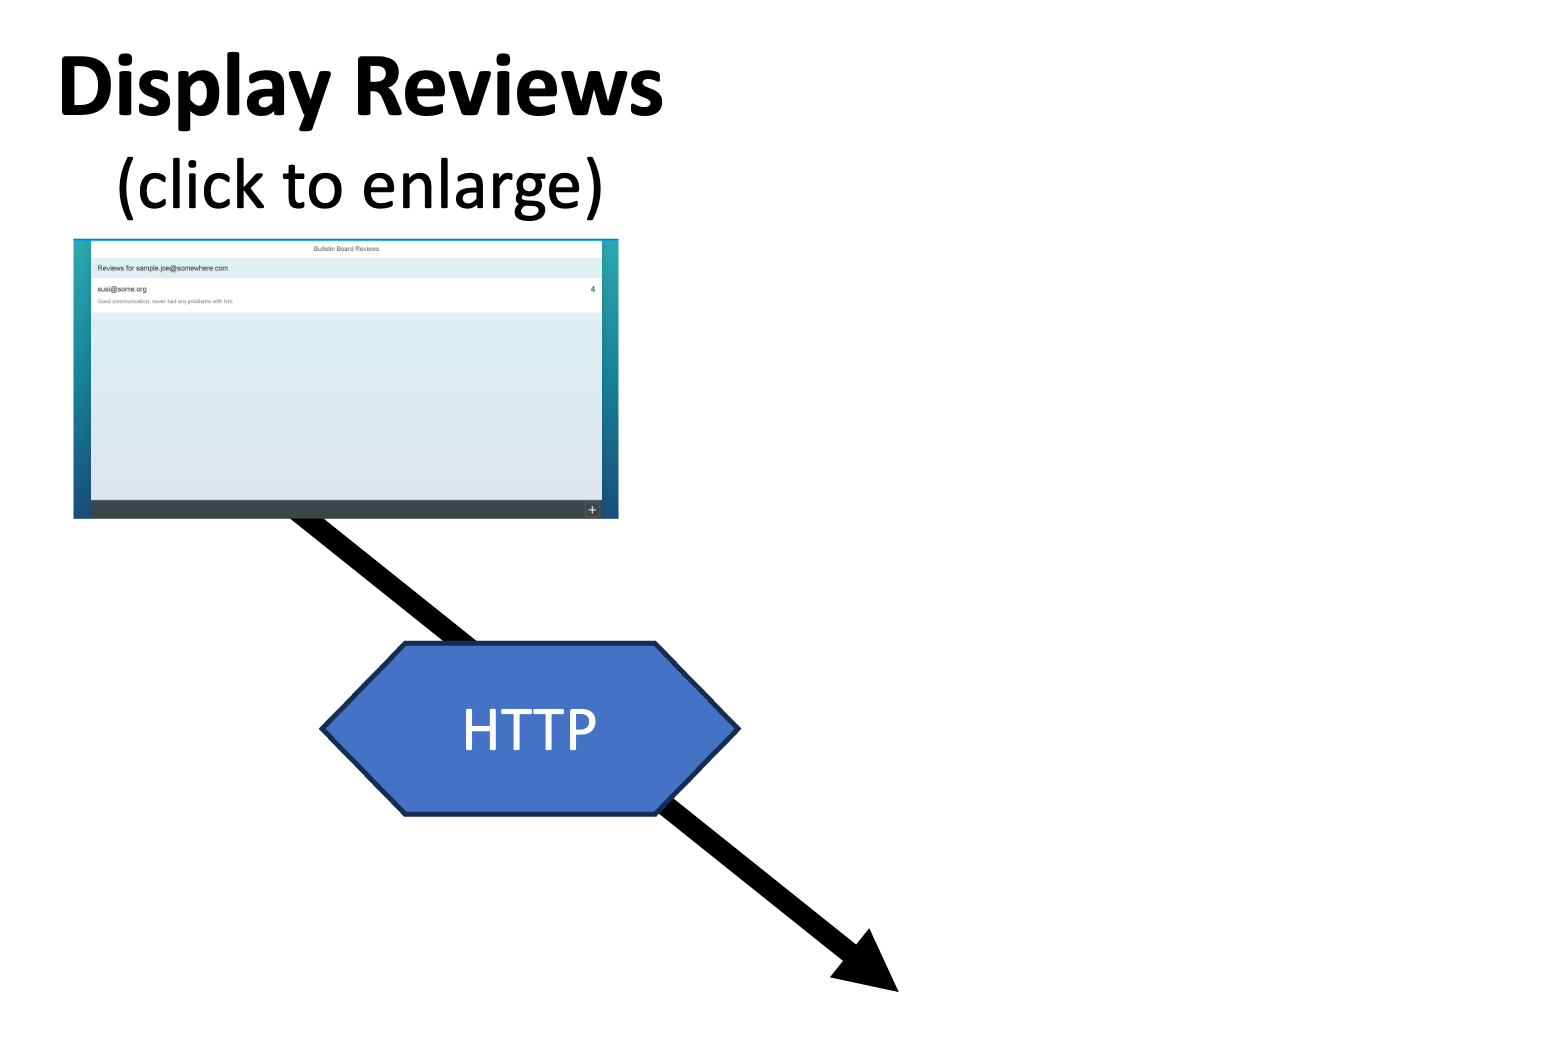 Display Reviews
(click to enlarge)
Bulletin Board Reviews
Reviews for sample.joe@somewhere.com
susi@some.org 4
Good communication, never had any problems with him.
HTTP